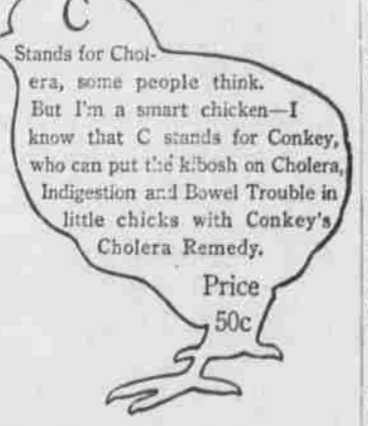 C
Stands for Chol-
era, some people think.
But I'm a smart chicken—I
know that C stands for Conkey,
who can put the kibosh on Cholera,
Indigestion and Bowel Trouble in
little chicks with Conkey's
Cholera Remedy.
Price
50c